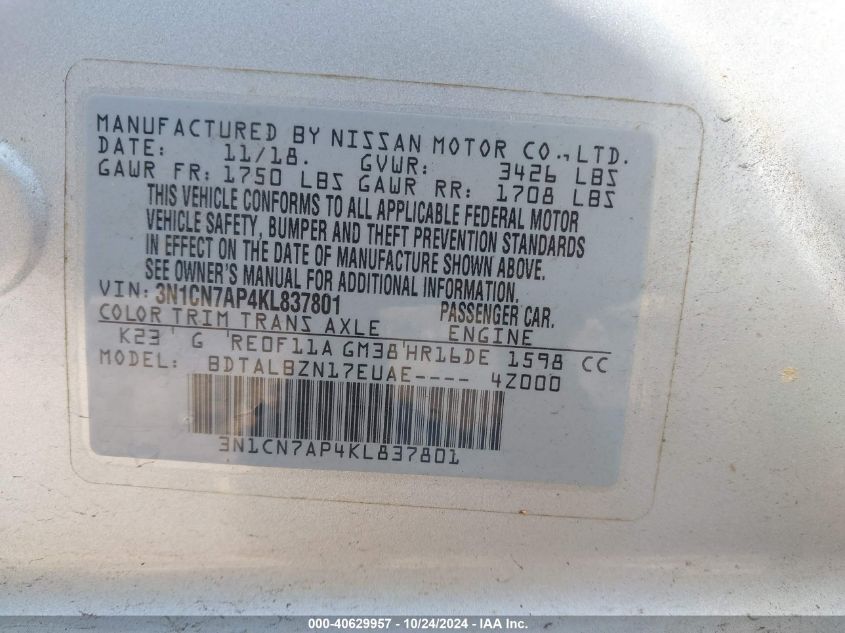 MANUFACTURED BY NISSAN MOTOR CO.,LTD.
DATE: 11/18. GVWR: 3426 LBS
GAWR FR: 1750 LBS GAWR RR: 1708 LBS
THIS VEHICLE CONFORMS TO ALL APPLICABLE FEDERAL MOTOR
VEHICLE SAFETY, BUMPER AND THEFT PREVENTION STANDARDS
IN EFFECT ON THE DATE OF MANUFACTURE SHOWN ABOVE.
SEE OWNER'S MANUAL FOR ADDITIONAL INFORMATION.
VIN: 3N1CN7AP4KL837801 PASSENGER CAR.
COLOR TRIM TRANS AXLE ENGINE
K23 ' G 'RE0F11A GM38'HR16DE 1598 CC
MODEL: BDTALBZN17EUAE---- 4Z000
3N1CN7AP4KL837801
000-40629957 - 10/24/2024 - IAA Inc.